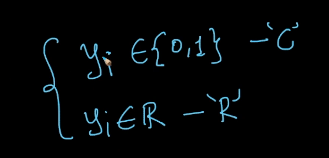 yᵢ ∈ {0,1} – 'C'
yᵢ ∈ ℝ – 'R'